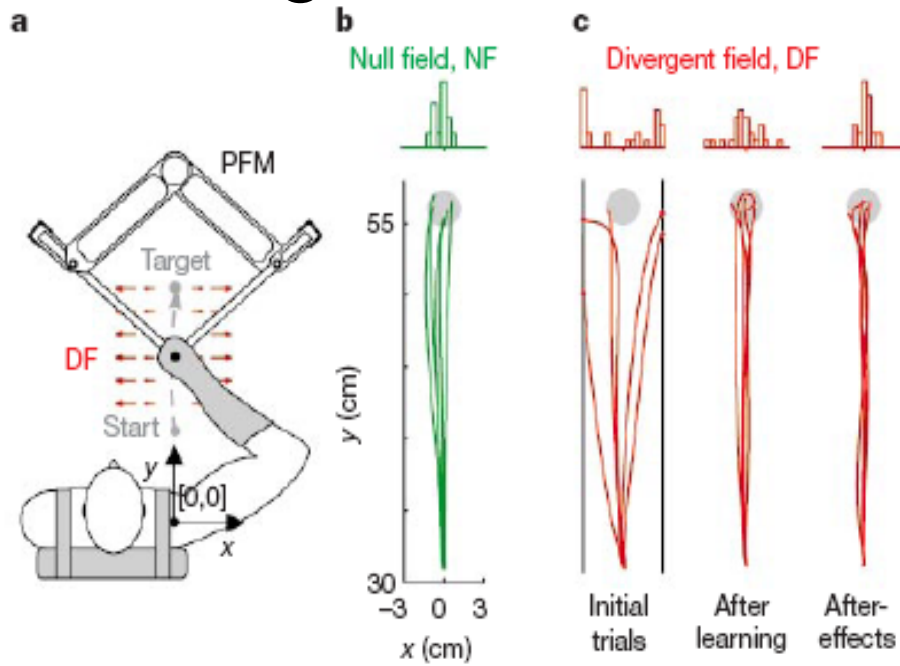 a
PFM
Target
DF
Start
y
[0,0]
x
b
Null field, NF
55
y (cm)
30
−3 0 3
x (cm)
c
Divergent field, DF
Initial
trials
After
learning
After-
effects